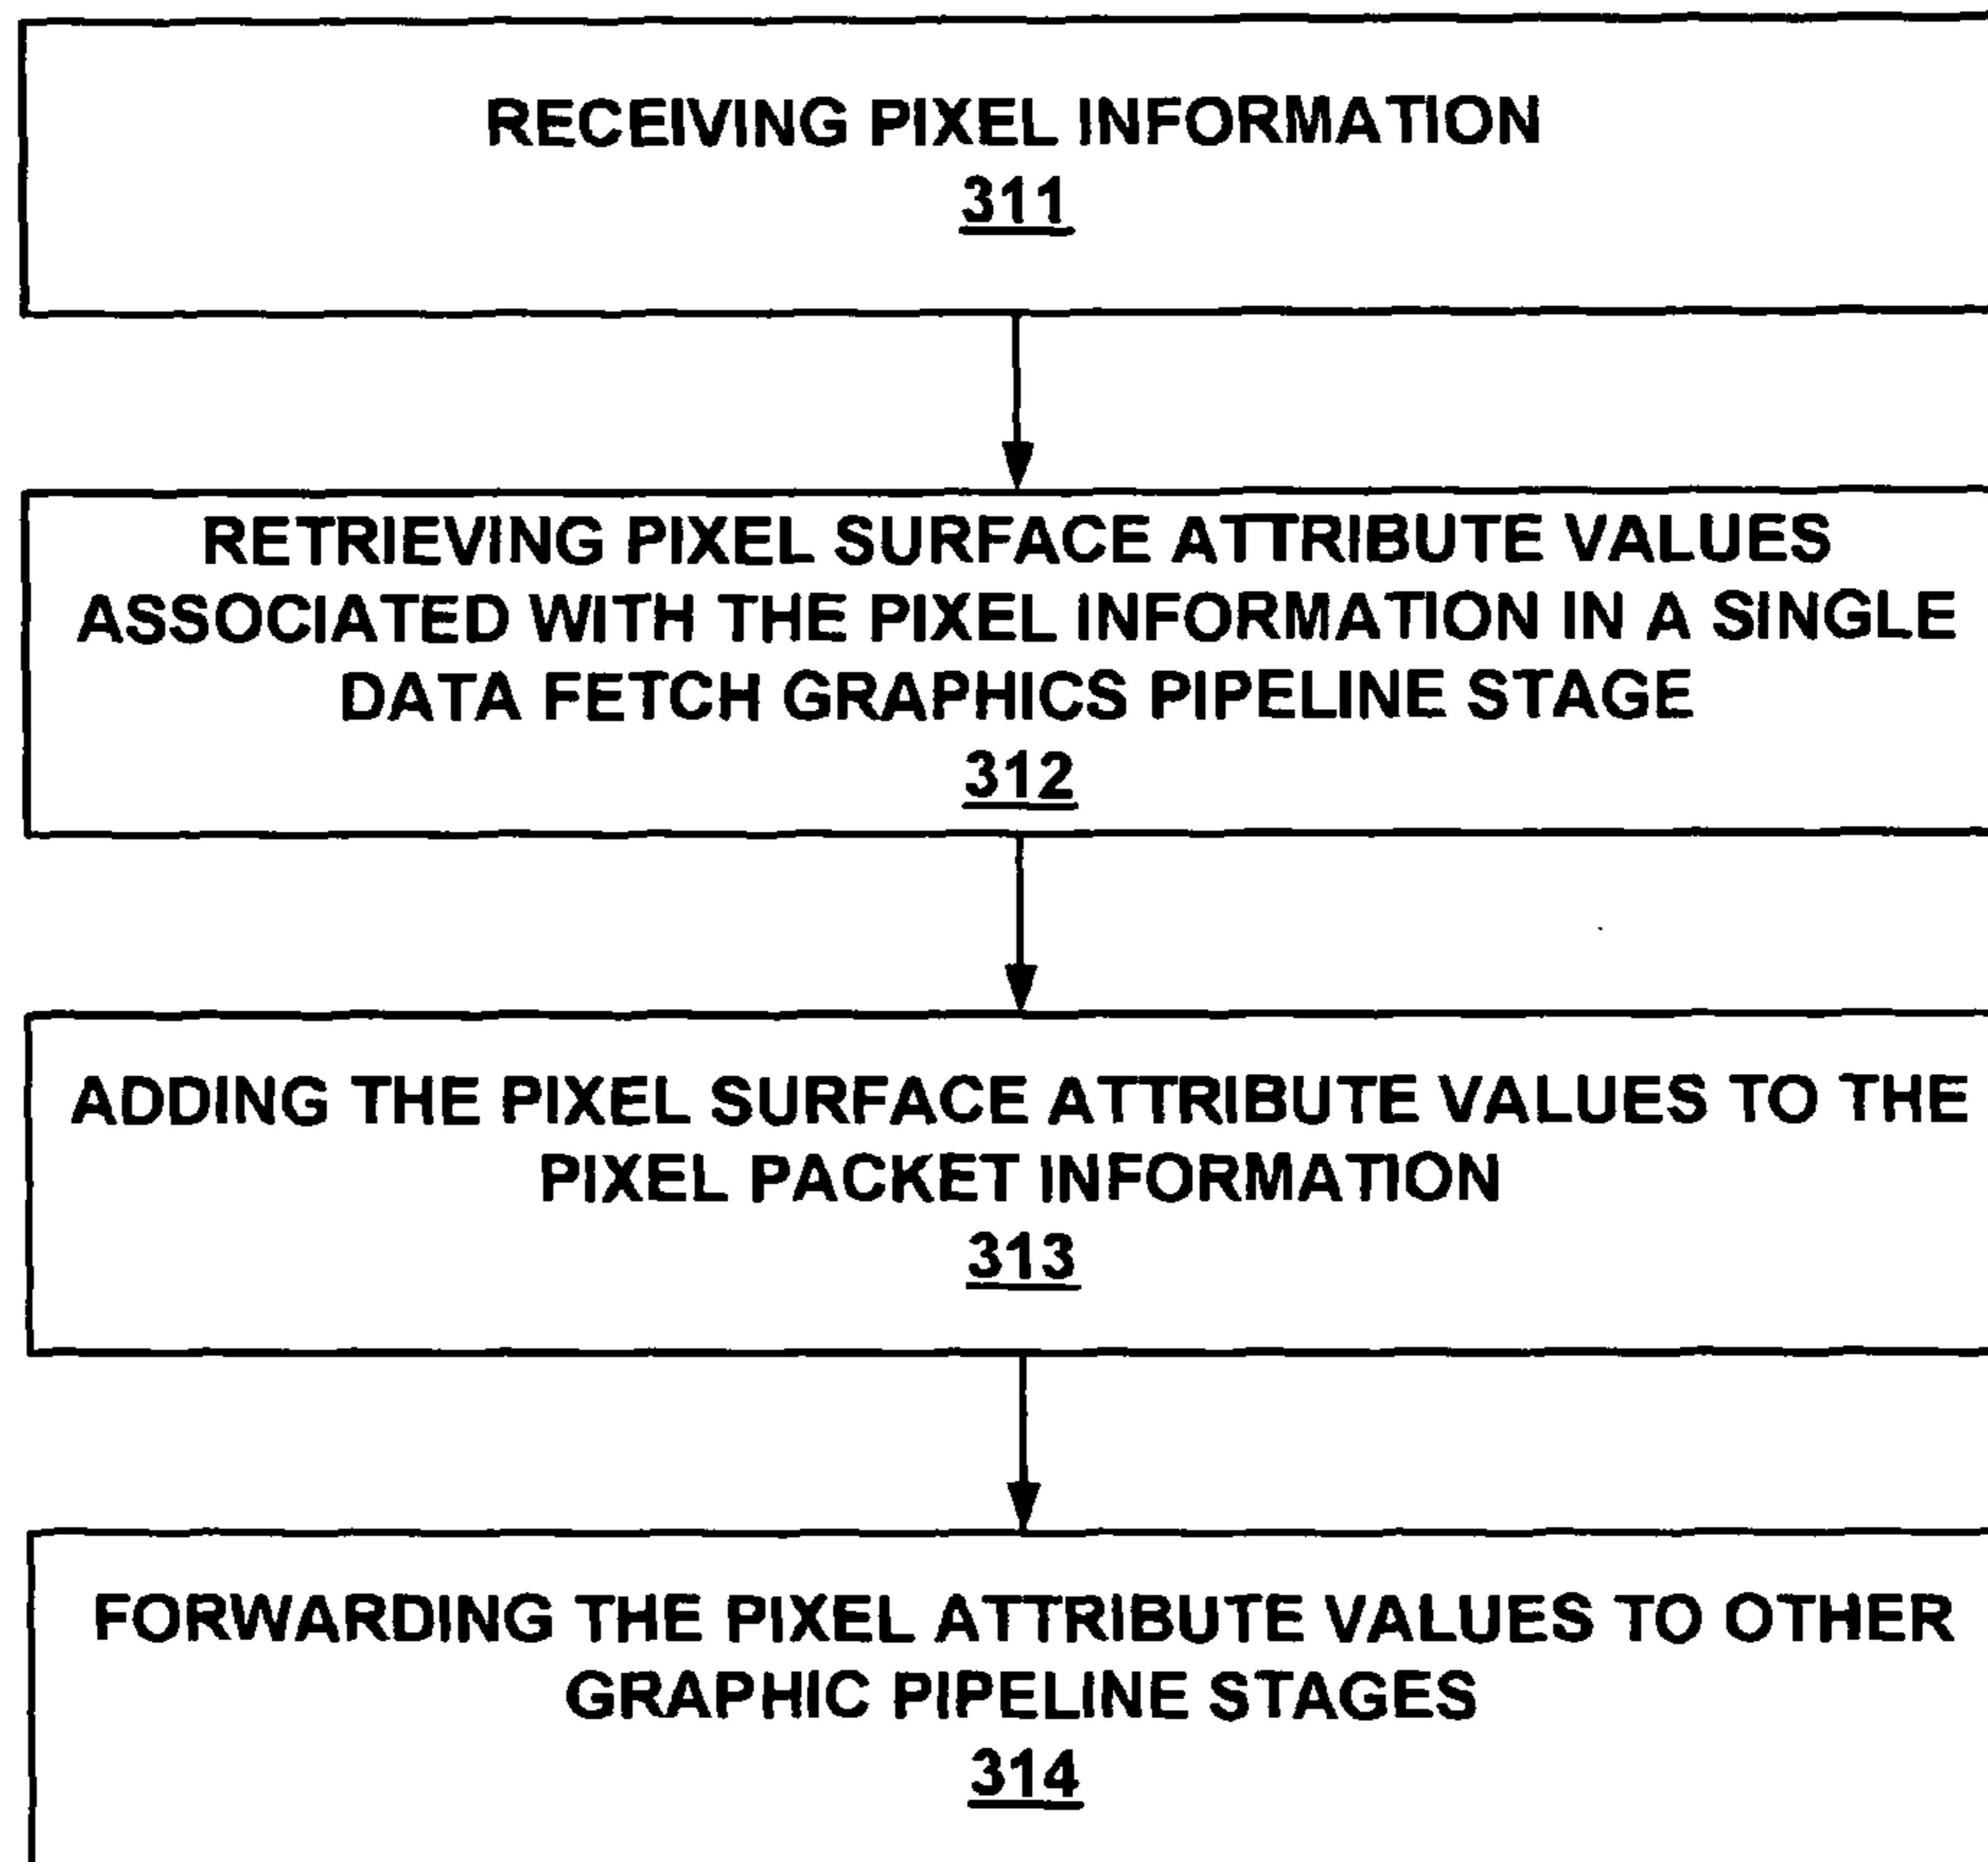 RECEIVING PIXEL INFORMATION
311
RETRIEVING PIXEL SURFACE ATTRIBUTE VALUES
ASSOCIATED WITH THE PIXEL INFORMATION IN A SINGLE
DATA FETCH GRAPHICS PIPELINE STAGE
312
ADDING THE PIXEL SURFACE ATTRIBUTE VALUES TO THE
PIXEL PACKET INFORMATION
313
FORWARDING THE PIXEL ATTRIBUTE VALUES TO OTHER
GRAPHIC PIPELINE STAGES
314